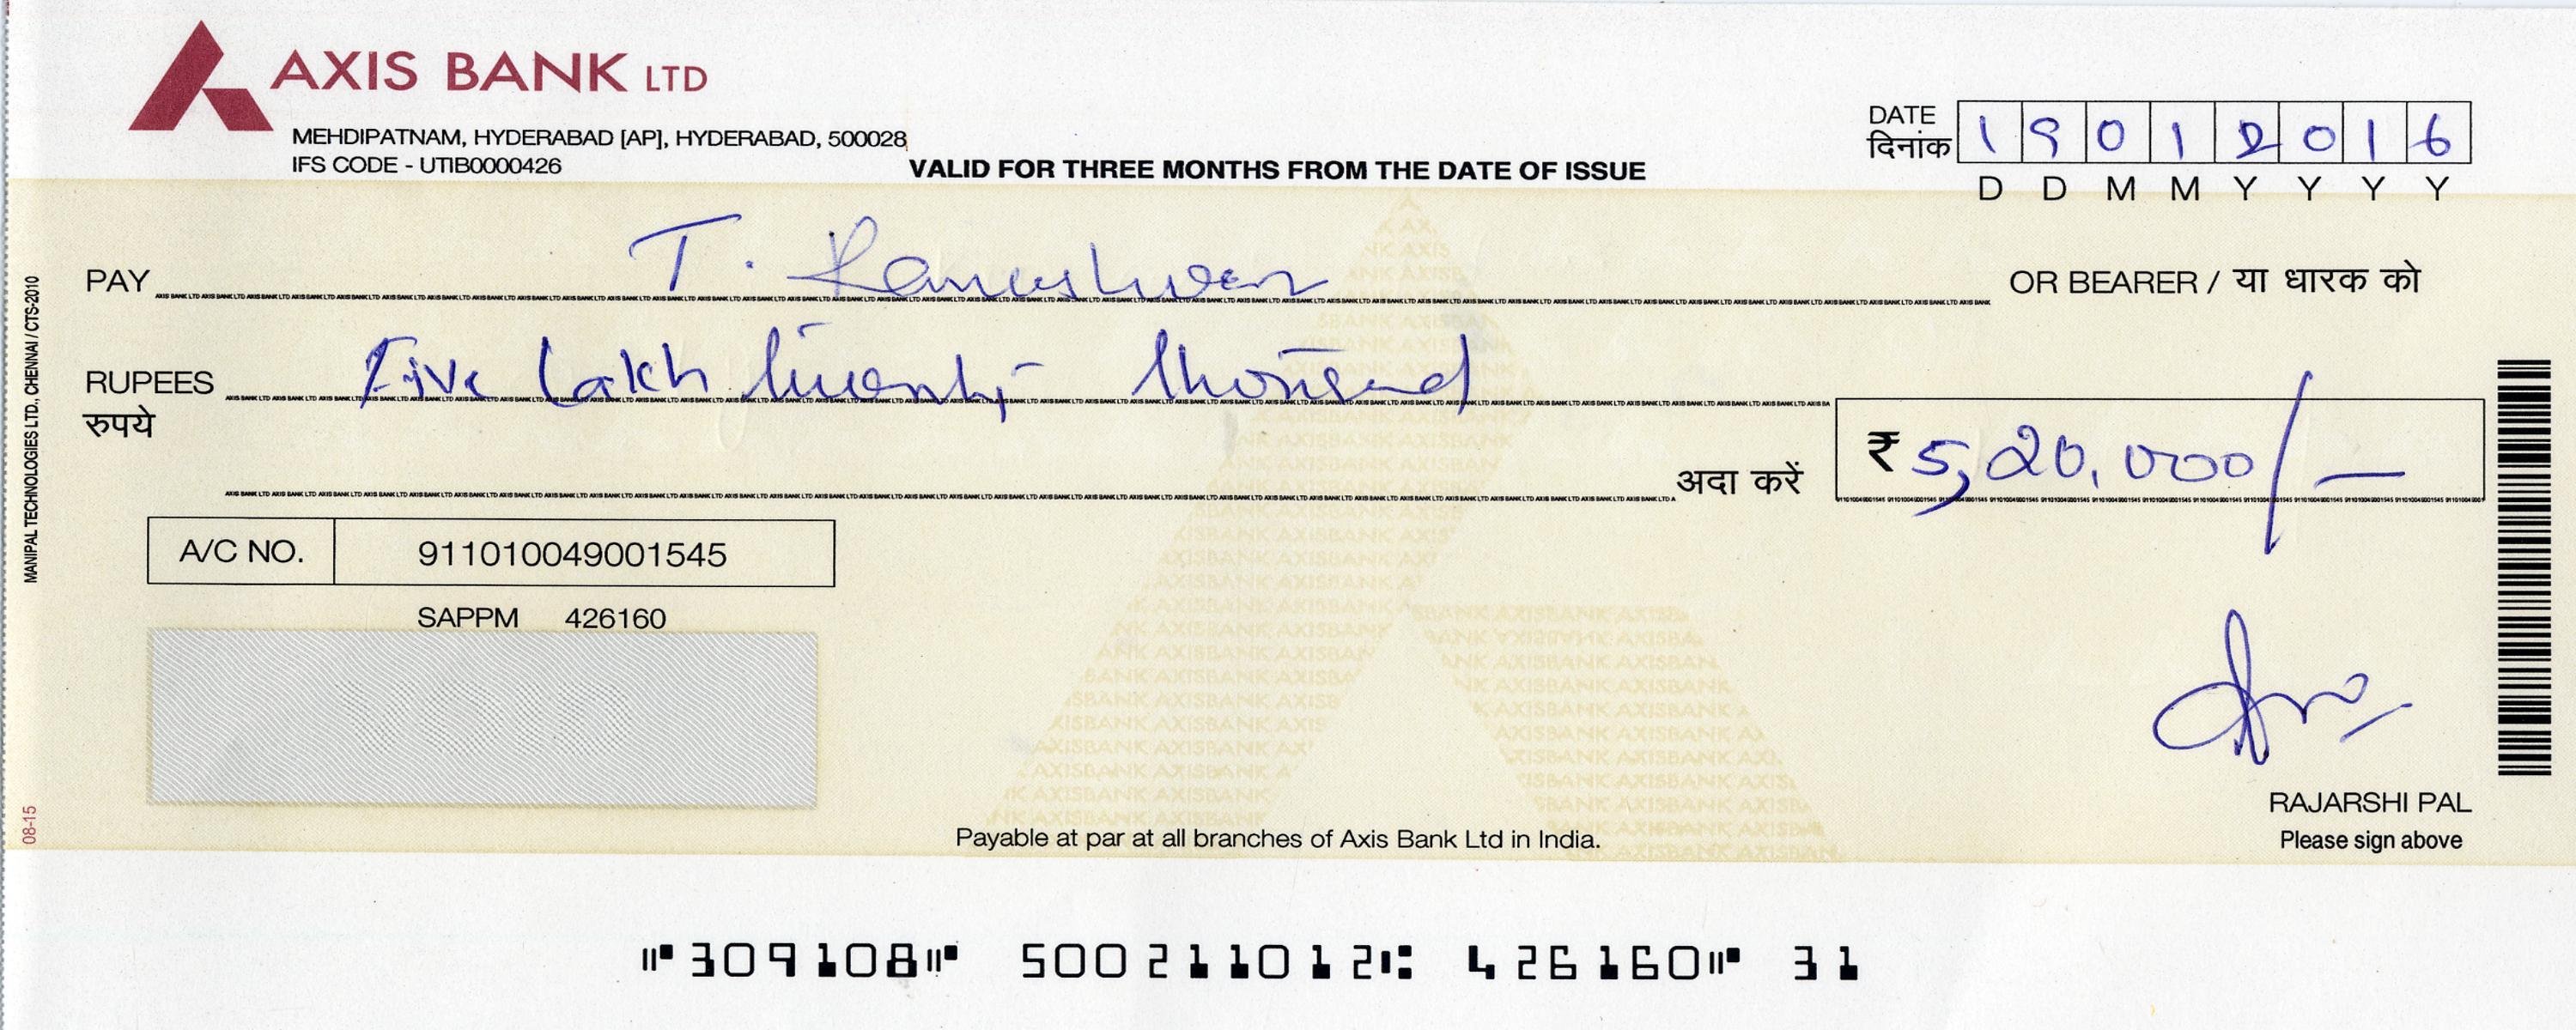 AXIS BANK LTD
MEHDIPATNAM, HYDERABAD [AP], HYDERABAD, 500028
IFS CODE - UTIB0000426
VALID FOR THREE MONTHS FROM THE DATE OF ISSUE
DATE
दिनांक
1 9 0 1 2 0 1 6
D D M M Y Y Y Y
PAY T. Rameshwar OR BEARER / या धारक को
RUPEES Five Lakh twenty thousand
रुपये
अदा करें ₹ 5,20,000/-
A/C NO. 911010049001545
SAPPM 426160
RAJARSHI PAL
Please sign above
Payable at par at all branches of Axis Bank Ltd in India.
MANIPAL TECHNOLOGIES LTD., CHENNAI / CTS-2010
08-15
⑈309108⑈ 500211012⑆ 426160⑈ 31